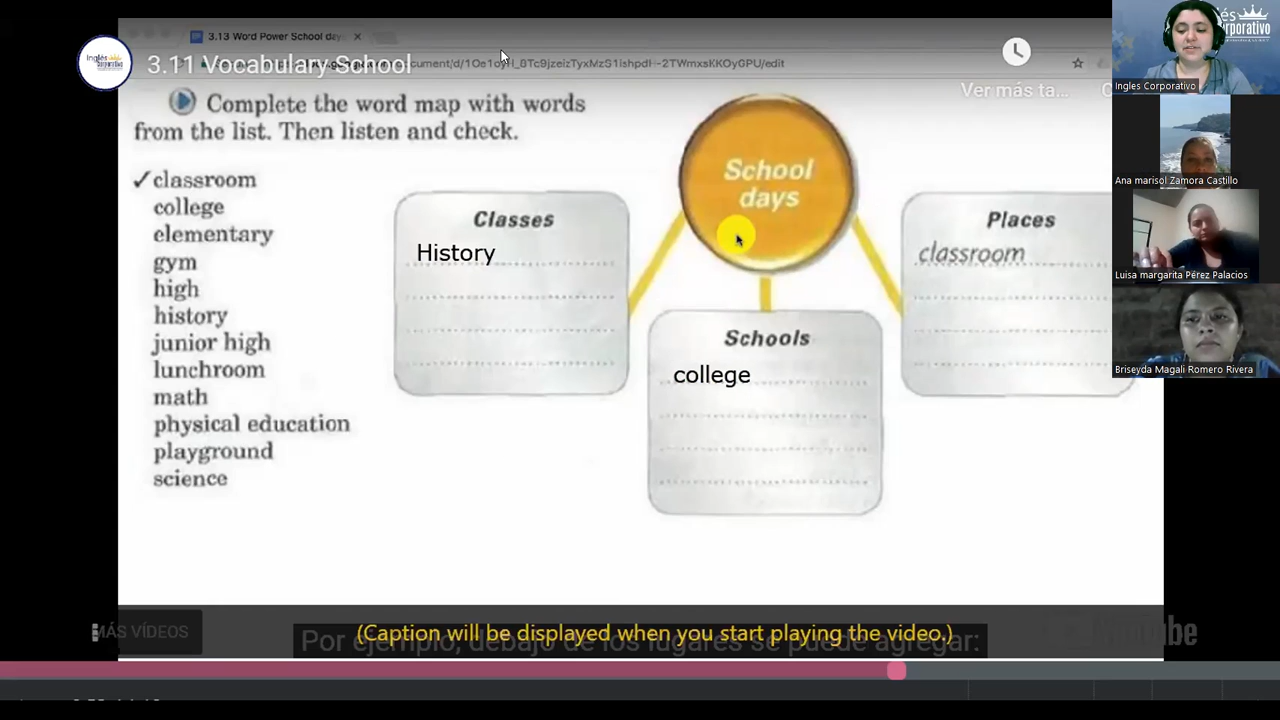 3.13 Word Power School day
3.11 Vocabulary School
Ver más ta...
Complete the word map with words
from the list. Then listen and check.
✓classroom
college
elementary
gym
high
history
junior high
lunchroom
math
physical education
playground
science
School
days
Classes
History
Schools
college
Places
classroom
MÁS VÍDEOS
(Caption will be displayed when you start playing the video.)
Por ejemplo, debajo de los lugares se puede agregar:
Inglés
Corporativo
Ingles Corporativo
Ana marisol Zamora Castillo
Luisa margarita Pérez Palacios
Briseyda Magali Romero Rivera